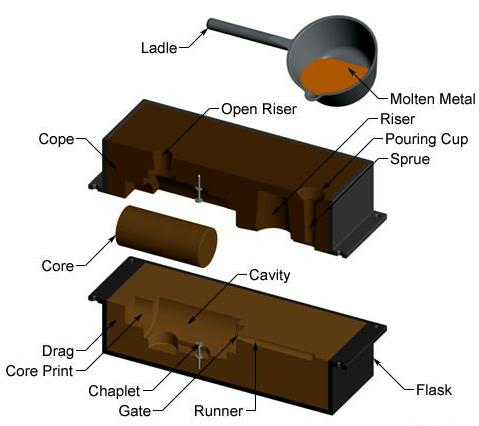 Ladle
Molten Metal
Open Riser
Riser
Cope
Pouring Cup
Sprue
Core
Cavity
Drag
Core Print
Chaplet
Flask
Gate
Runner